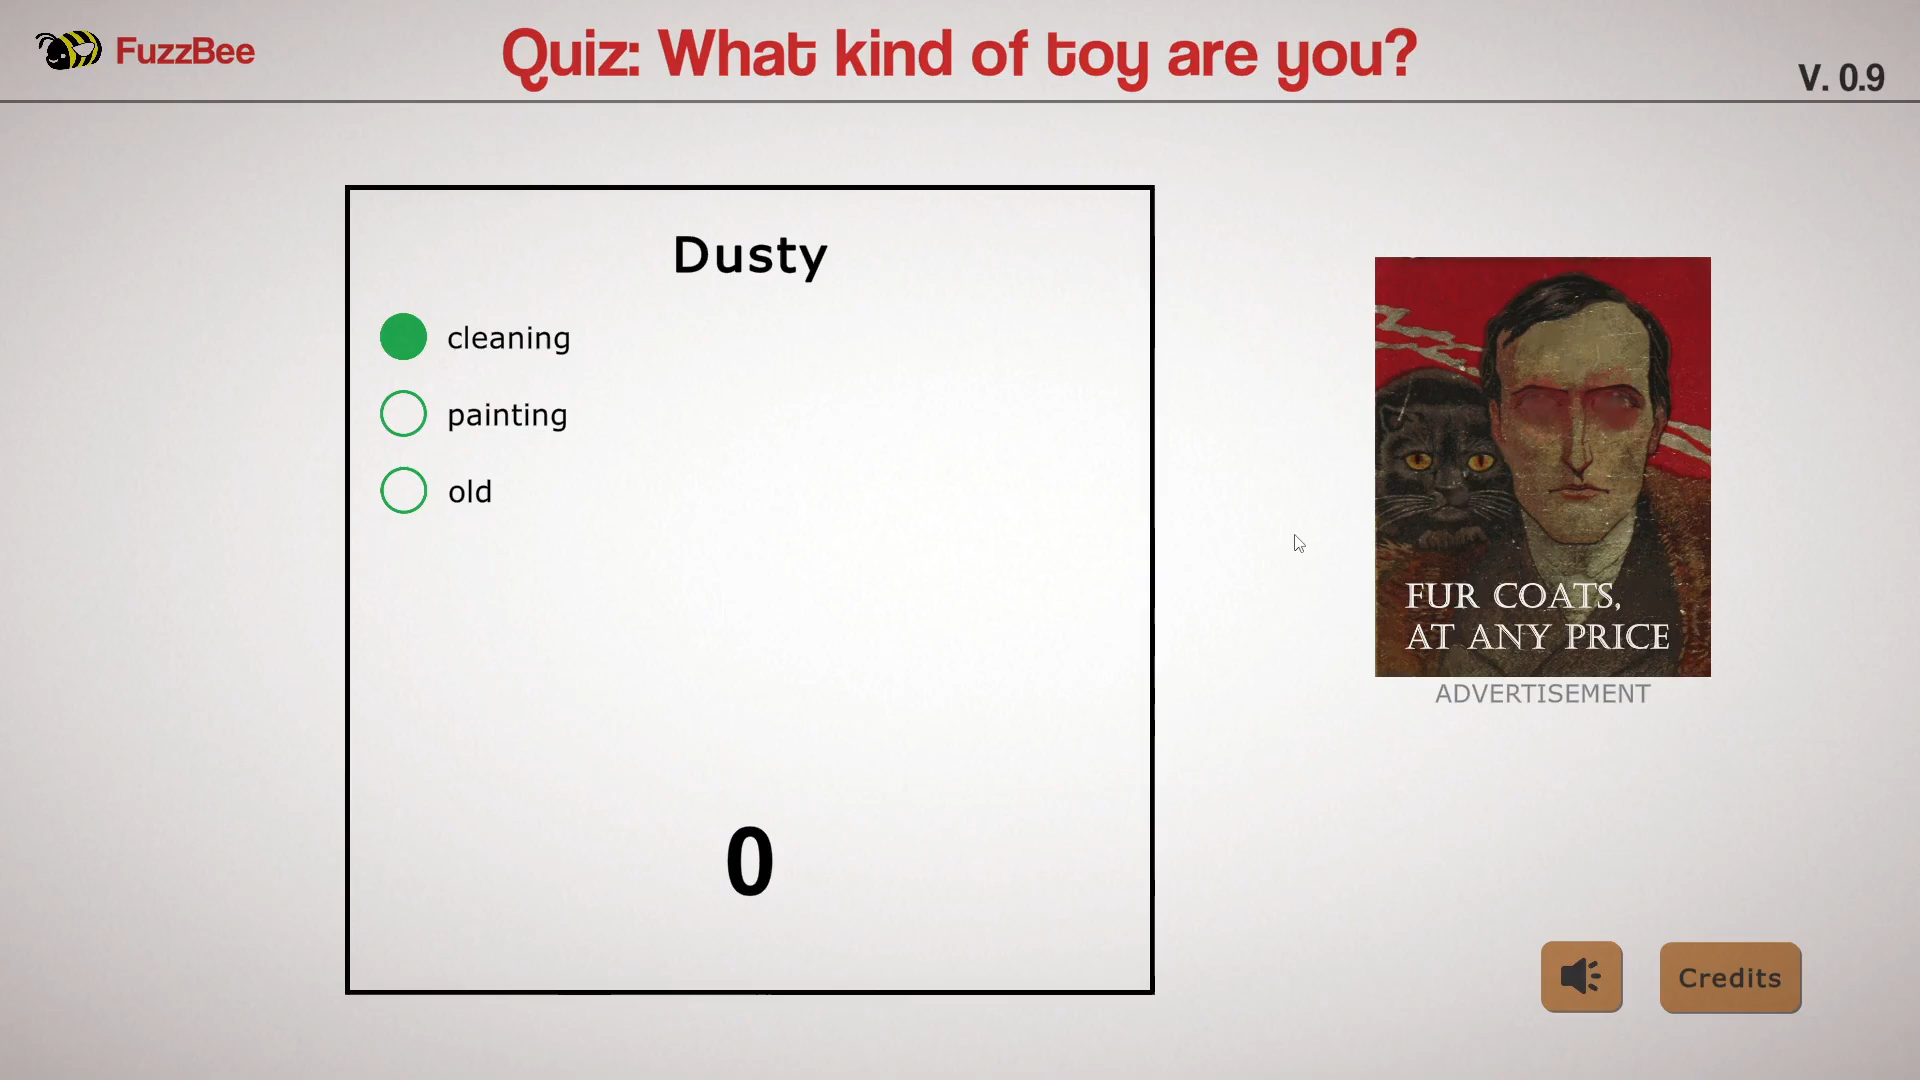 FuzzBee
Quiz: What kind of toy are you?
V. 0.9
Dusty
cleaning
painting
old
0
FUR COATS,
AT ANY PRICE
ADVERTISEMENT
Credits